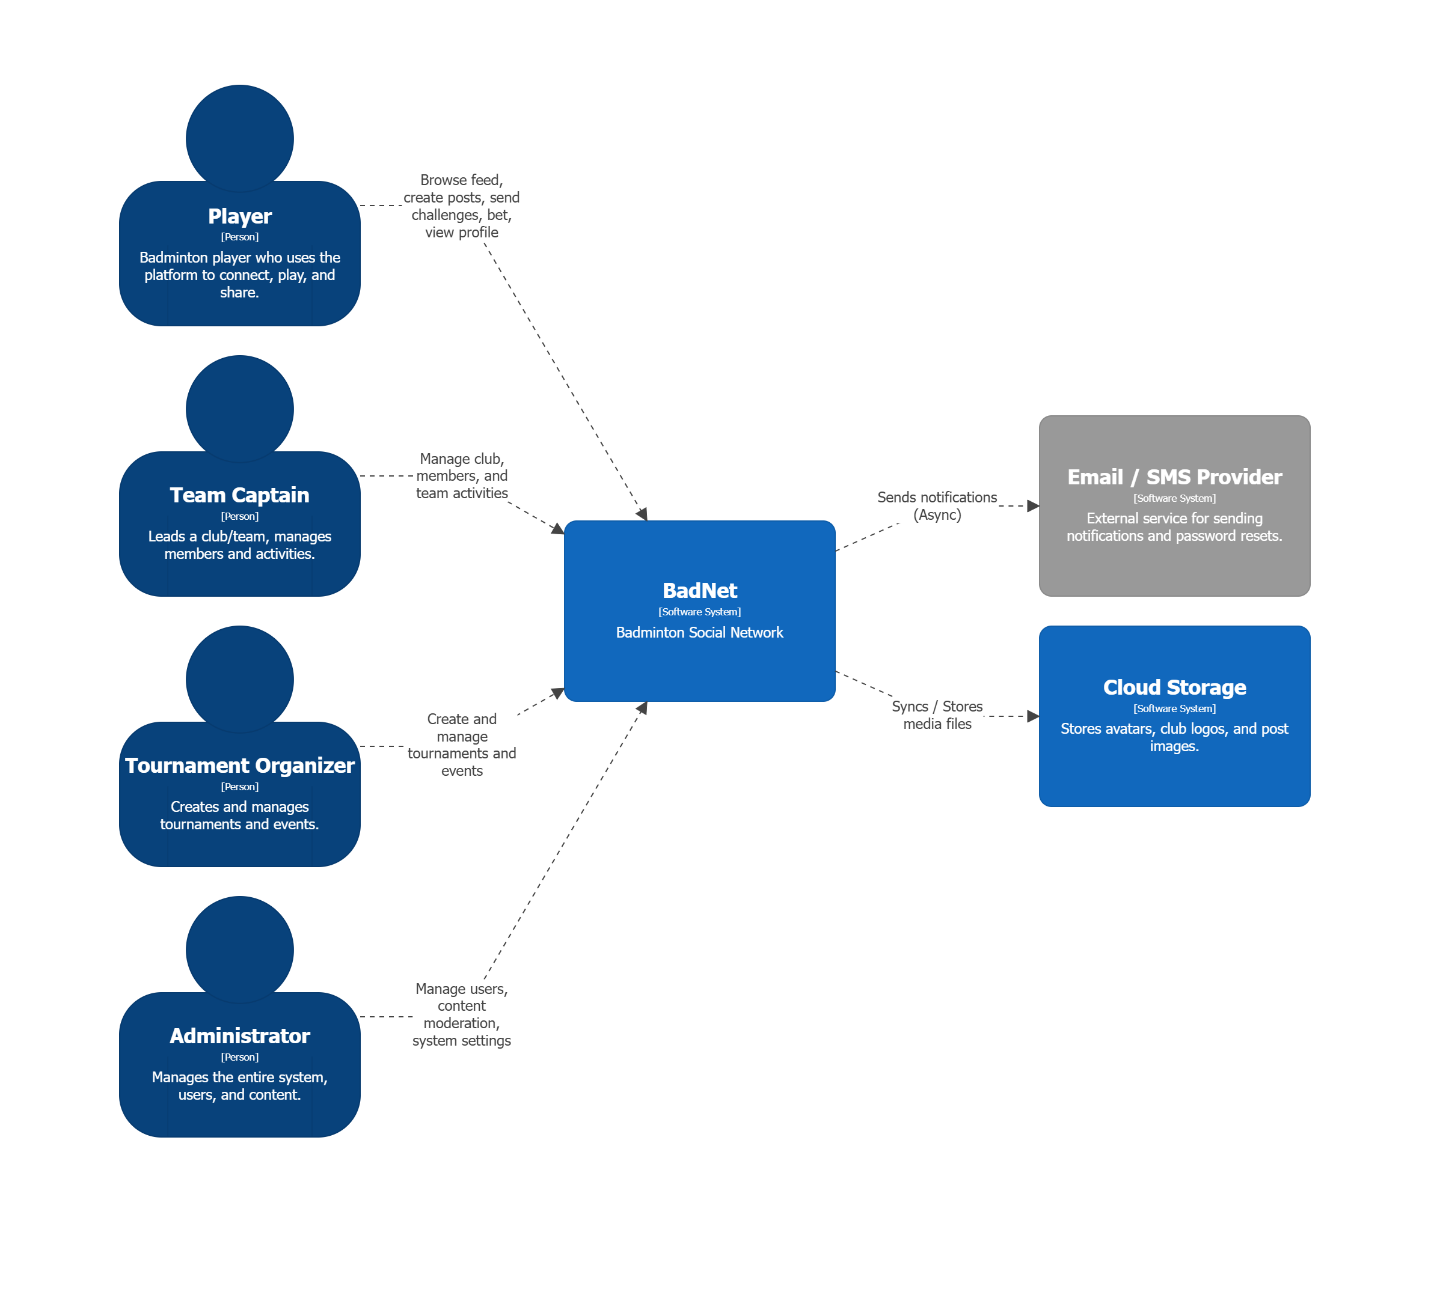 Player
[Person]
Badminton player who uses the
platform to connect, play, and
share.
Browse feed,
create posts, send
challenges, bet,
view profile
Team Captain
[Person]
Leads a club/team, manages
members and activities.
Manage club,
members, and
team activities
Tournament Organizer
[Person]
Creates and manages
tournaments and events.
Create and
manage
tournaments and
events
Administrator
[Person]
Manages the entire system,
users, and content.
Manage users,
content
moderation,
system settings
BadNet
[Software System]
Badminton Social Network
Sends notifications
(Async)
Syncs / Stores
media files
Email / SMS Provider
[Software System]
External service for sending
notifications and password resets.
Cloud Storage
[Software System]
Stores avatars, club logos, and post
images.